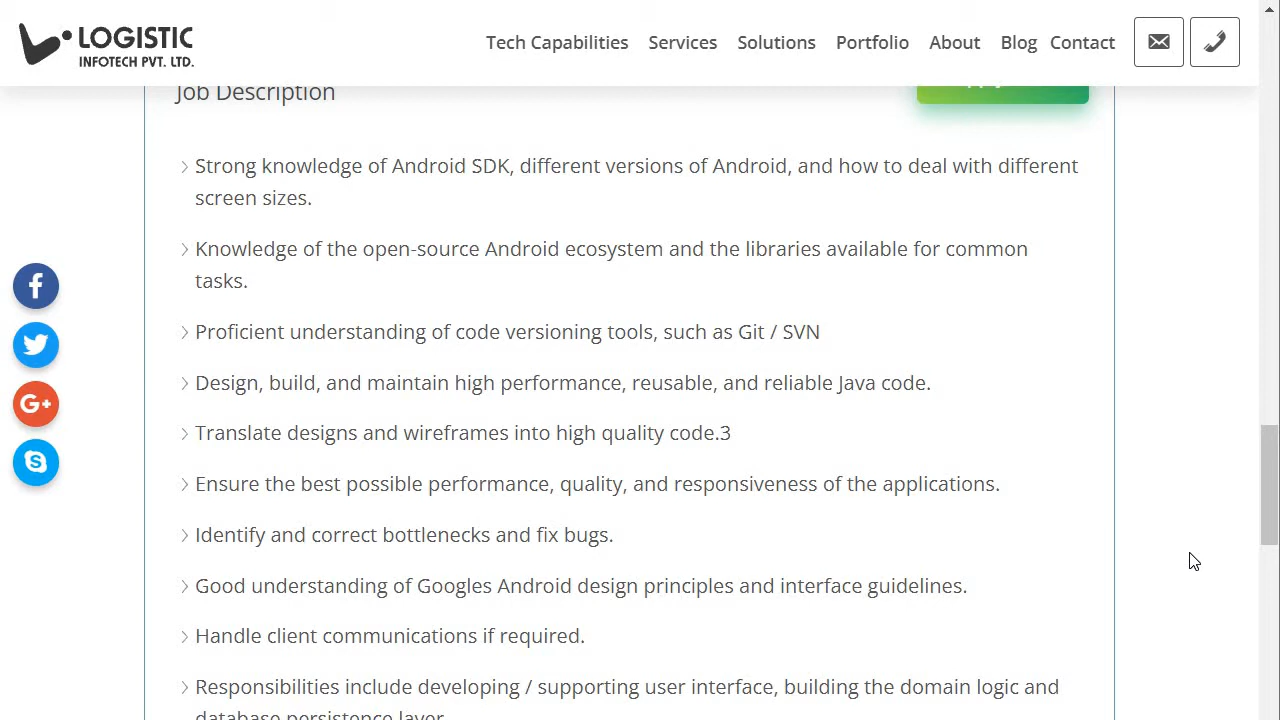 LOGISTIC
INFOTECH PVT. LTD.
Tech Capabilities Services Solutions Portfolio About Blog Contact
Job Description
Strong knowledge of Android SDK, different versions of Android, and how to deal with different
screen sizes.
Knowledge of the open-source Android ecosystem and the libraries available for common
tasks.
Proficient understanding of code versioning tools, such as Git / SVN
Design, build, and maintain high performance, reusable, and reliable Java code.
Translate designs and wireframes into high quality code.3
Ensure the best possible performance, quality, and responsiveness of the applications.
Identify and correct bottlenecks and fix bugs.
Good understanding of Googles Android design principles and interface guidelines.
Handle client communications if required.
Responsibilities include developing / supporting user interface, building the domain logic and
database persistence layer